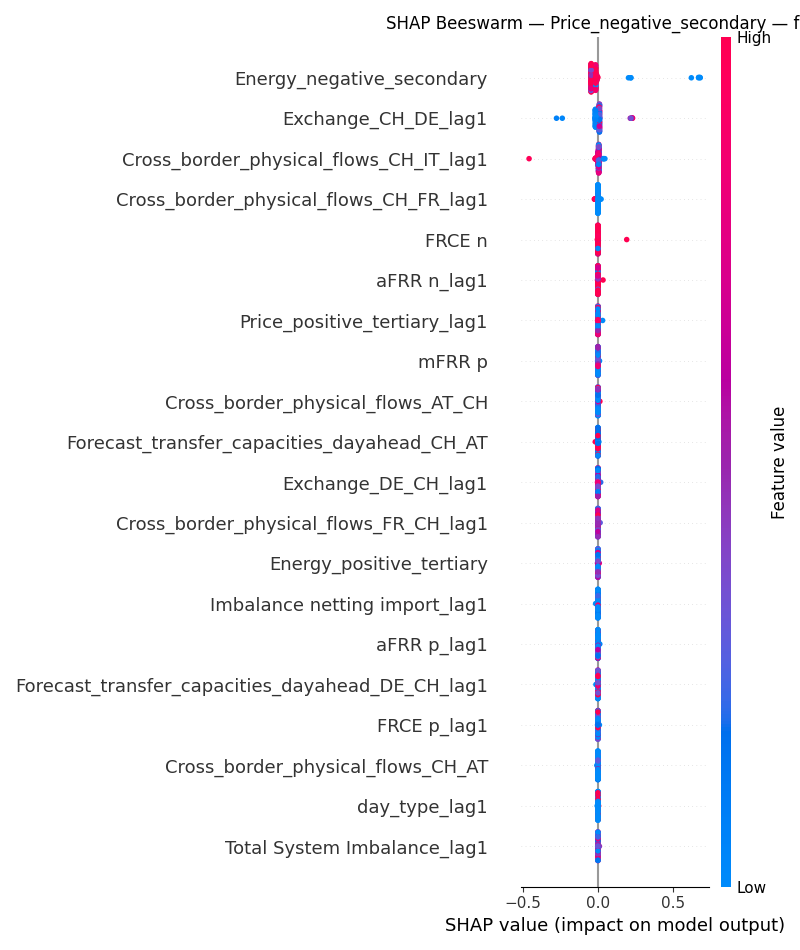 SHAP Beeswarm — Price_negative_secondary — f
High
Energy_negative_secondary
Exchange_CH_DE_lag1
Cross_border_physical_flows_CH_IT_lag1
Cross_border_physical_flows_CH_FR_lag1
FRCE n
aFRR n_lag1
Price_positive_tertiary_lag1
mFRR p
Cross_border_physical_flows_AT_CH
Forecast_transfer_capacities_dayahead_CH_AT
Exchange_DE_CH_lag1
Cross_border_physical_flows_FR_CH_lag1
Energy_positive_tertiary
Imbalance netting import_lag1
aFRR p_lag1
Forecast_transfer_capacities_dayahead_DE_CH_lag1
FRCE p_lag1
Cross_border_physical_flows_CH_AT
day_type_lag1
Total System Imbalance_lag1
Feature value
Low
−0.5 0.0 0.5
SHAP value (impact on model output)